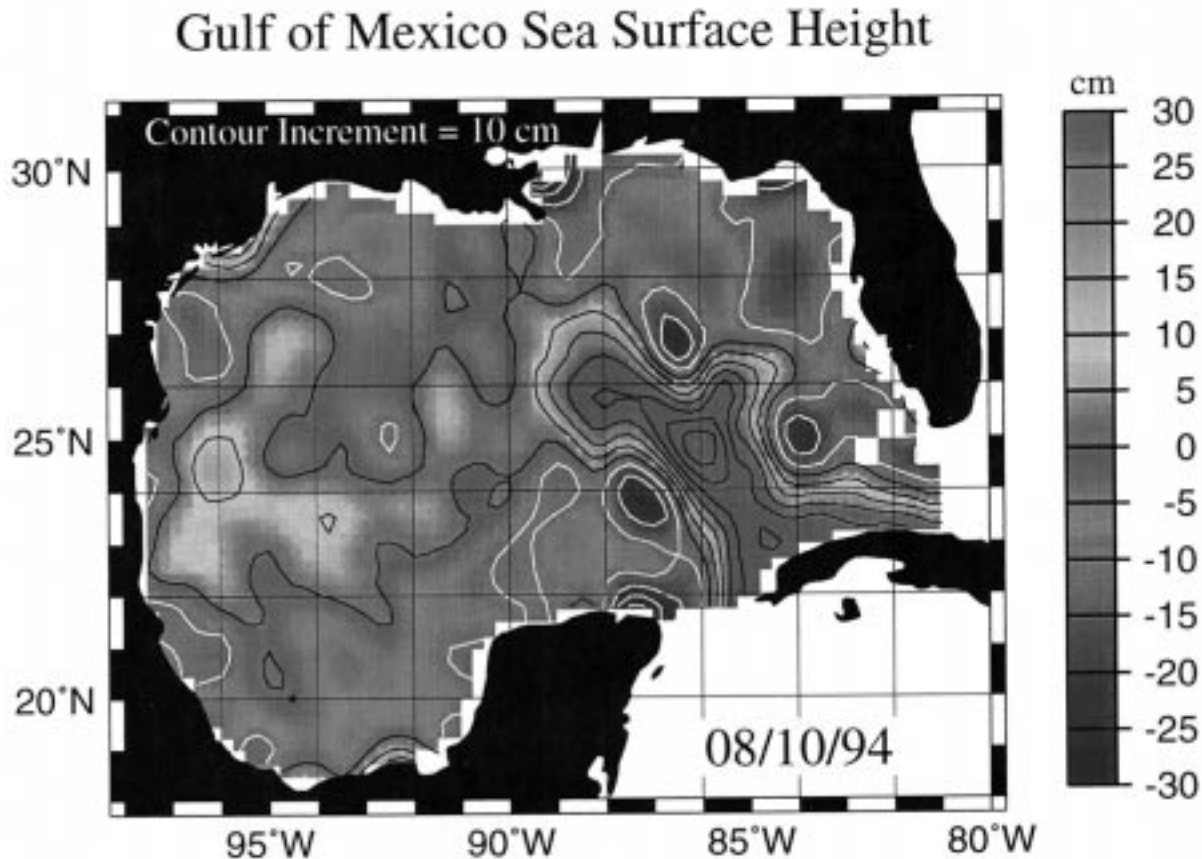 Gulf of Mexico Sea Surface Height
cm
Contour Increment = 10 cm
30
25
20
15
10
5
0
-5
-10
-15
-20
-25
-30
30˚N
25˚N
20˚N
08/10/94
95˚W
90˚W
85˚W
80˚W